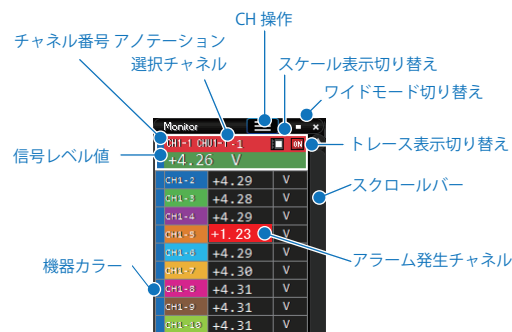 CH 操作
チャネル番号 アノテーション
選択チャネル
スケール表示切り替え
ワイドモード切り替え
Monitor
CH1-1 CHU1-1-1 ON
トレース表示切り替え
信号レベル値
+4.26 V
CH1-2 +4.29 V
スクロールバー
CH1-3 +4.28 V
CH1-4 +4.29 V
CH1-5 +1.23 V
アラーム発生チャネル
CH1-6 +4.29 V
機器カラー
CH1-7 +4.30 V
CH1-8 +4.31 V
CH1-9 +4.31 V
CH1-10 +4.31 V